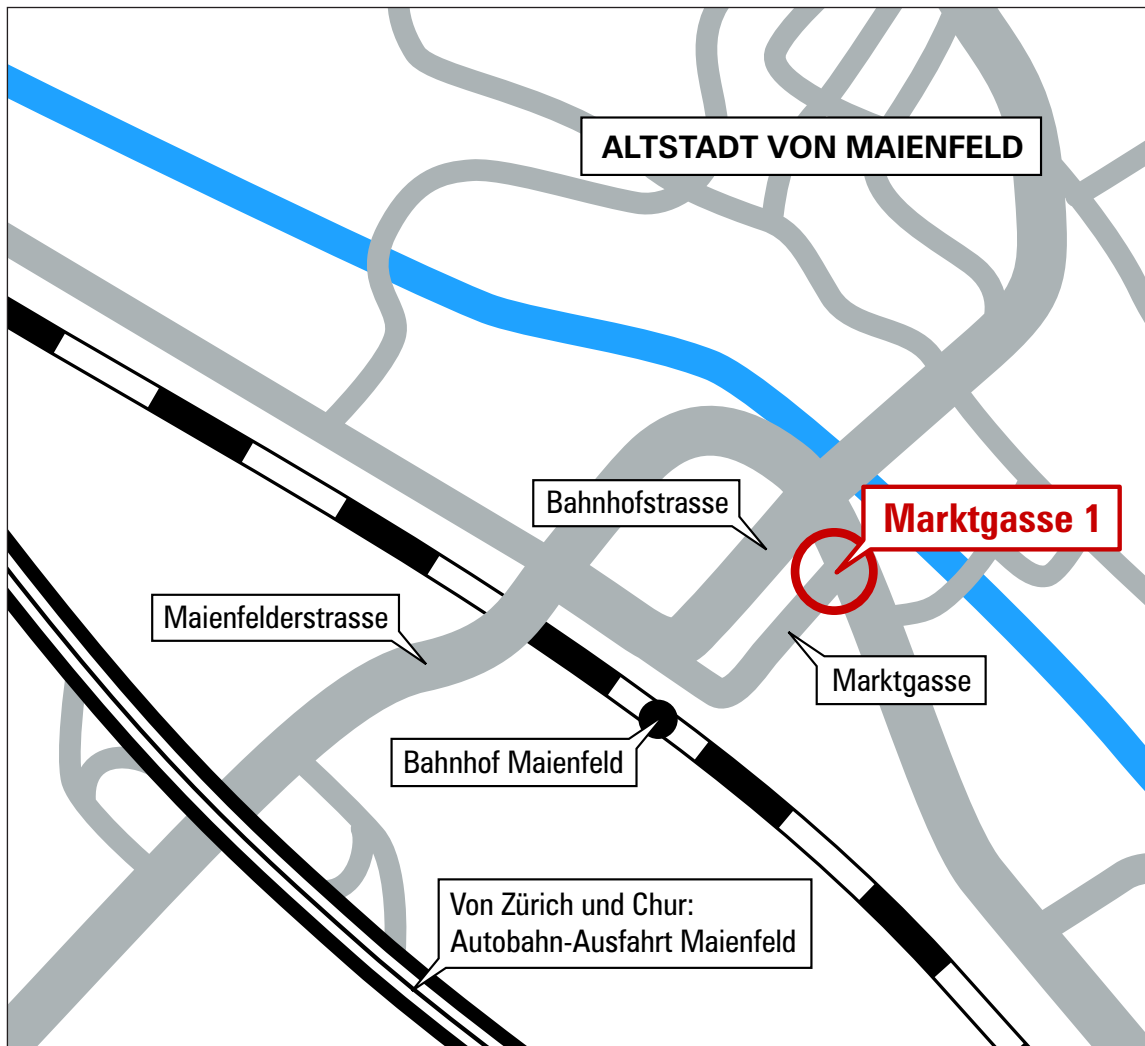 ALTSTADT VON MAIENFELD
Bahnhofstrasse
Marktgasse 1
Maienfelderstrasse
Marktgasse
Bahnhof Maienfeld
Von Zürich und Chur:
Autobahn-Ausfahrt Maienfeld